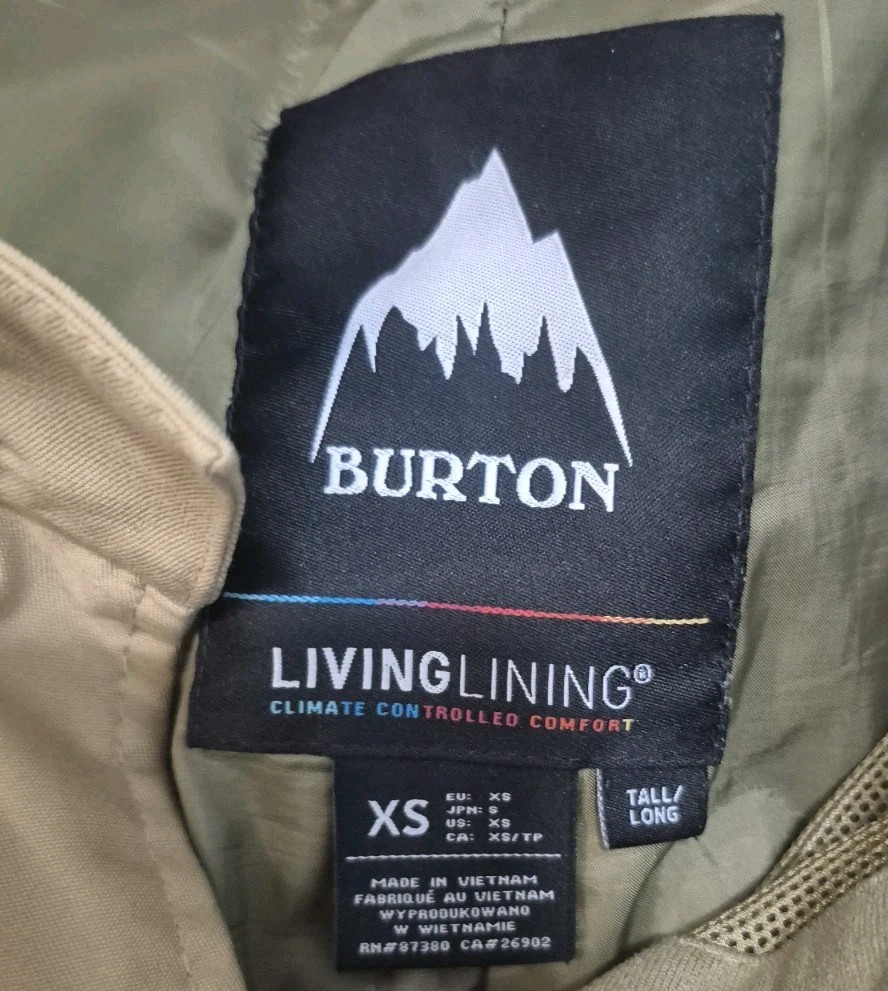 BURTON
LIVINGLINING®
CLIMATE CONTROLLED COMFORT
XS
EU: XS
JPN: S
US: XS
CA: XS/TP
TALL/
LONG
MADE IN VIETNAM
FABRIQUÉ AU VIETNAM
WYPRODUKOWANO
W WIETNAMIE
RN#87380 CA#26902